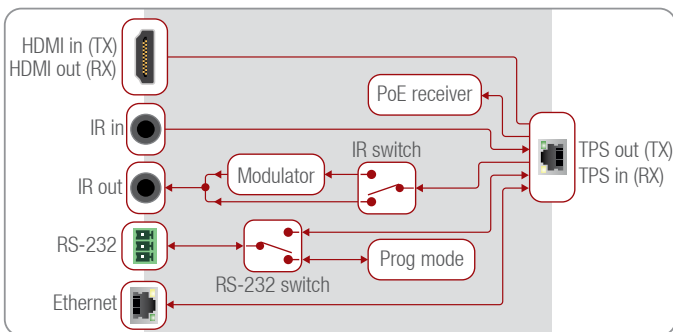 HDMI in (TX)
HDMI out (RX)
PoE receiver
IR in
IR switch
TPS out (TX)
TPS in (RX)
IR out
Modulator
RS-232
Prog mode
RS-232 switch
Ethernet